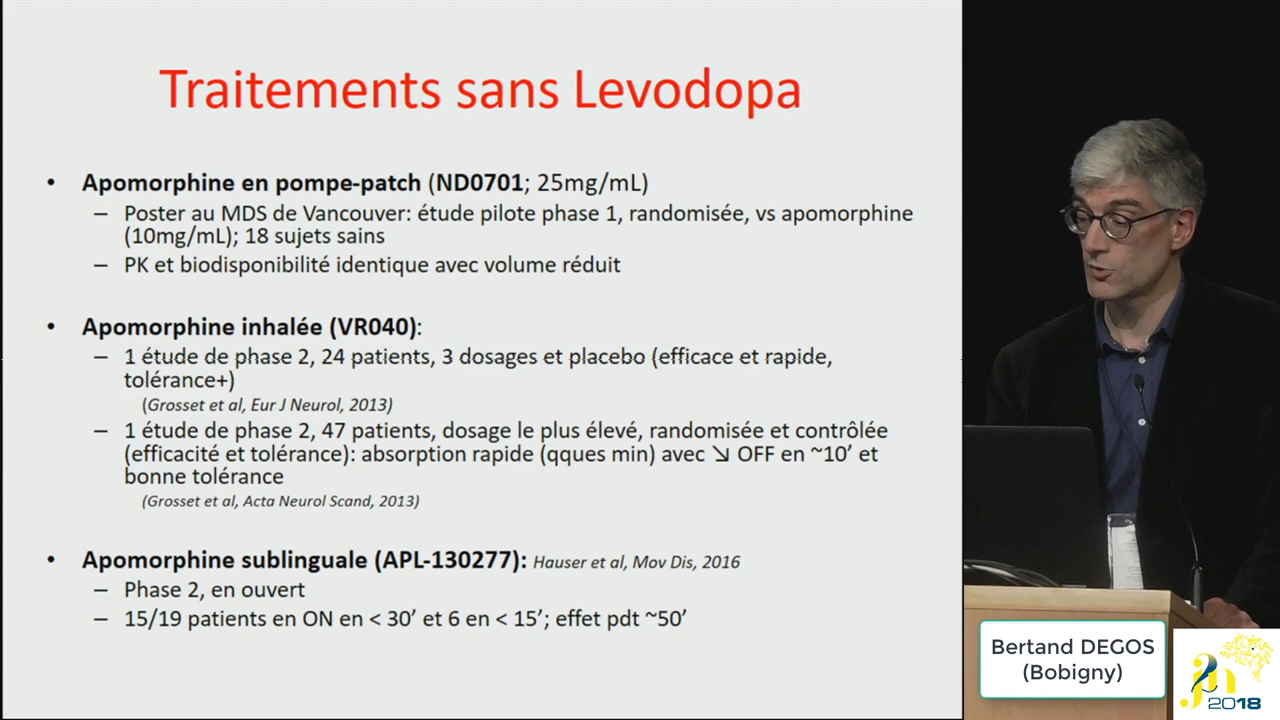 Traitements sans Levodopa
• Apomorphine en pompe-patch (ND0701; 25mg/mL)
– Poster au MDS de Vancouver: étude pilote phase 1, randomisée, vs apomorphine
(10mg/mL); 18 sujets sains
– PK et biodisponibilité identique avec volume réduit
• Apomorphine inhalée (VR040):
– 1 étude de phase 2, 24 patients, 3 dosages et placebo (efficace et rapide,
tolérance+)
(Grosset et al, Eur J Neurol, 2013)
– 1 étude de phase 2, 47 patients, dosage le plus élevé, randomisée et contrôlée
(efficacité et tolérance): absorption rapide (qques min) avec ↘ OFF en ~10’ et
bonne tolérance
(Grosset et al, Acta Neurol Scand, 2013)
• Apomorphine sublinguale (APL-130277): Hauser et al, Mov Dis, 2016
– Phase 2, en ouvert
– 15/19 patients en ON en < 30’ et 6 en < 15’; effet pdt ~50’
Bertand DEGOS
(Bobigny)
2018